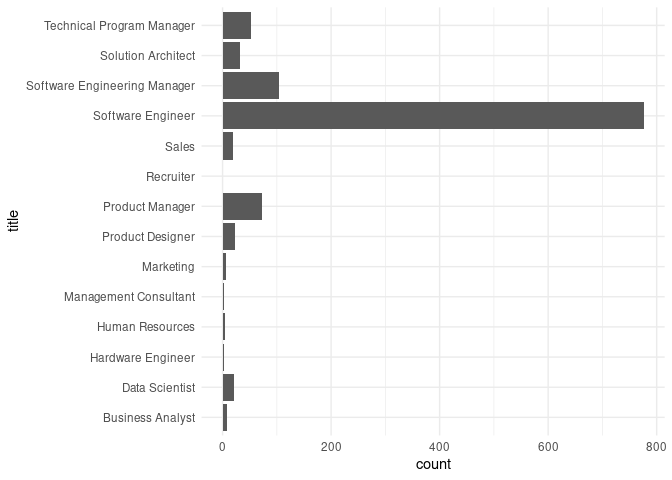 Technical Program Manager
Solution Architect
Software Engineering Manager
Software Engineer
Sales
Recruiter
Product Manager
Product Designer
Marketing
Management Consultant
Human Resources
Hardware Engineer
Data Scientist
Business Analyst
title
0 200 400 600 800
count